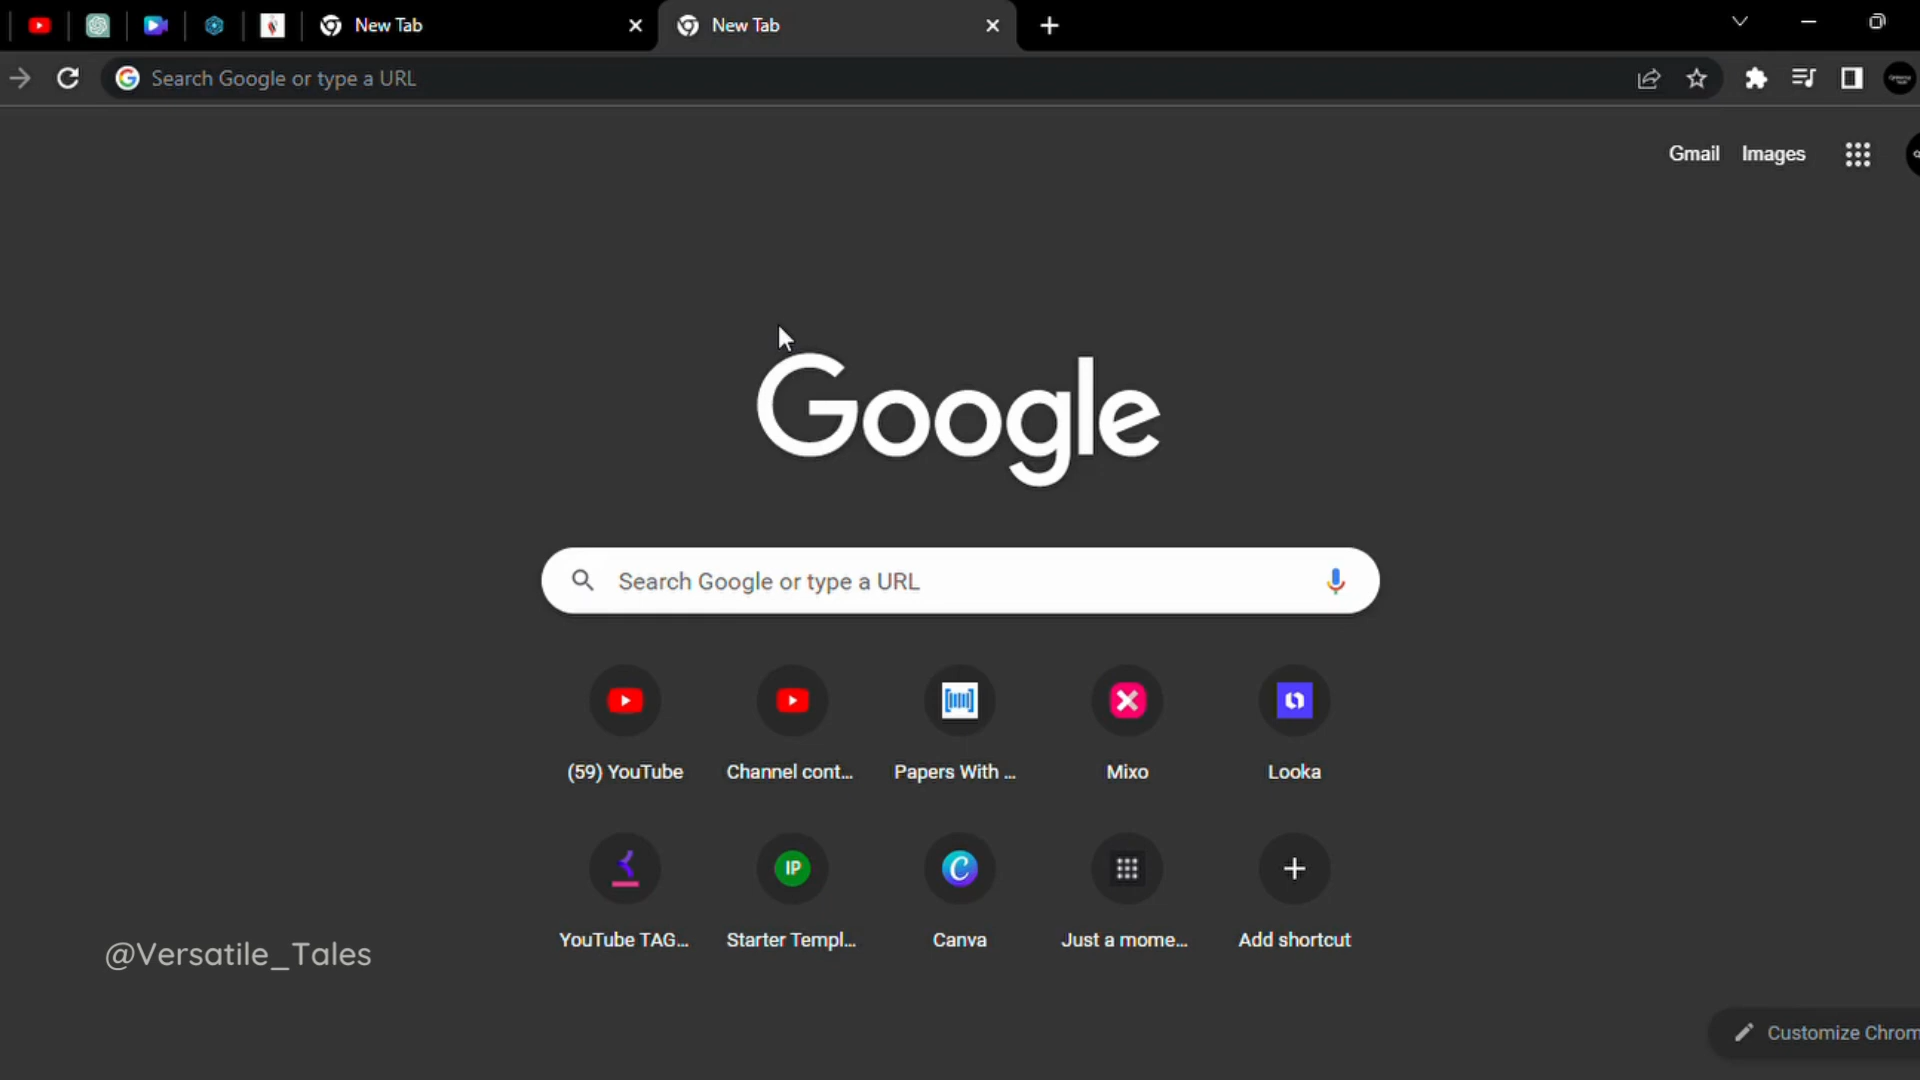 New Tab
New Tab
Search Google or type a URL
Gmail Images
Google
Search Google or type a URL
(59) YouTube
Channel cont...
Papers With ...
Mixo
Looka
IP
YouTube TAG...
Starter Templ...
Canva
Just a mome...
Add shortcut
@Versatile_Tales
Customize Chrom